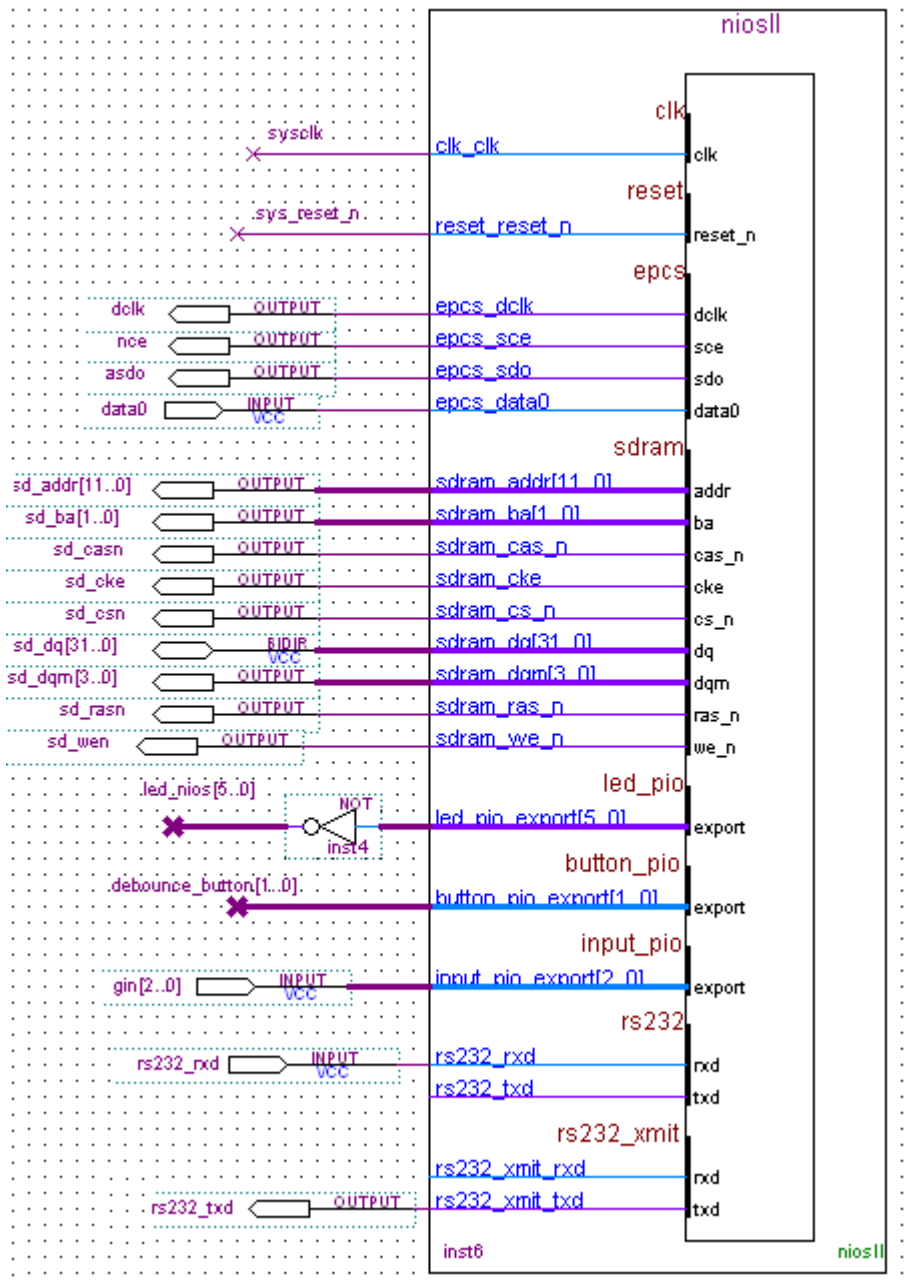 niosII
clk
sysclk
clk_clk
clk
reset
sys_reset_n
reset_reset_n
reset_n
epcs
dclk OUTPUT epcs_dclk dclk
nce OUTPUT epcs_sce sce
asdo OUTPUT epcs_sdo sdo
data0 INPUT VCC epcs_data0 data0
sdram
sd_addr[11..0] OUTPUT sdram_addr[11..0] addr
sd_ba[1..0] OUTPUT sdram_ba[1..0] ba
sd_casn OUTPUT sdram_cas_n cas_n
sd_cke OUTPUT sdram_cke cke
sd_csn OUTPUT sdram_cs_n cs_n
sd_dq[31..0] BIDIR VCC sdram_dq[31..0] dq
sd_dqm[3..0] OUTPUT sdram_dqm[3..0] dqm
sd_rasn OUTPUT sdram_ras_n ras_n
sd_wen OUTPUT sdram_we_n we_n
led_pio
led_nios[5..0] NOT led_pio_export[5..0] export
inst4
button_pio
debounce_button[1..0] button_pio_export[1..0] export
input_pio
gin[2..0] INPUT VCC input_pio_export[2..0] export
rs232
rs232_rxd INPUT VCC rs232_rxd rxd
rs232_txd txd
rs232_xmit
rs232_xmit_rxd rxd
rs232_txd OUTPUT rs232_xmit_txd txd
inst6 niosII